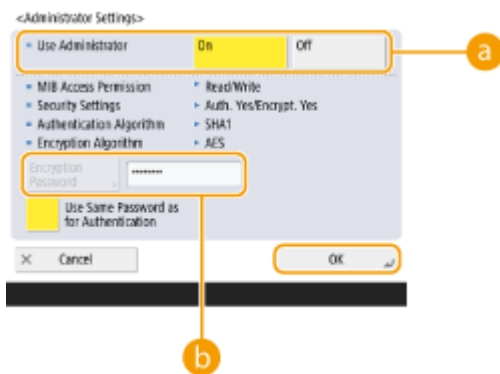 <Administrator Settings>
Use Administrator On Off
a
MIB Access Permission Read/Write
Security Settings Auth. Yes/Encrypt. Yes
Authentication Algorithm SHA1
Encryption Algorithm AES
Encryption
Password ********
Use Same Password as
for Authentication
× Cancel OK
b